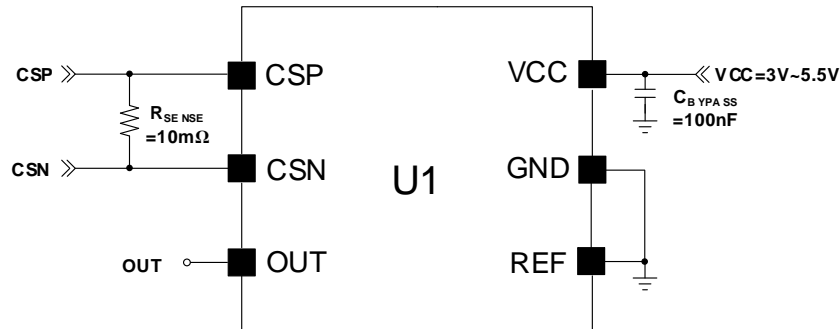 CSP
CSP
VCC
VCC=3V~5.5V
RSENSE
=10mΩ
CBYPASS
=100nF
CSN
CSN
U1
GND
OUT
OUT
REF